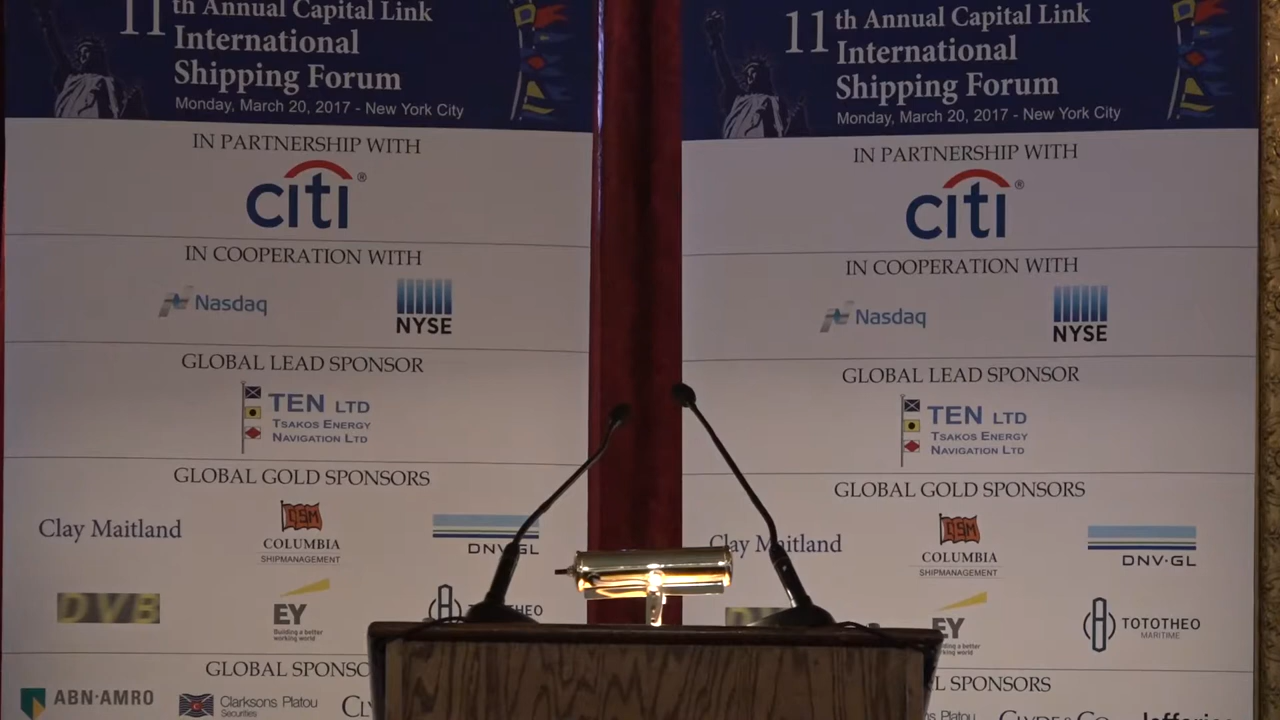 11th Annual Capital Link
International
Shipping Forum
Monday, March 20, 2017 - New York City
IN PARTNERSHIP WITH
citi®
IN COOPERATION WITH
Nasdaq
NYSE
GLOBAL LEAD SPONSOR
TEN LTD
TSAKOS ENERGY
NAVIGATION LTD
GLOBAL GOLD SPONSORS
Clay Maitland
CSM
COLUMBIA
SHIPMANAGEMENT
DNV·GL
DVB
EY
Building a better
working world
GLOBAL SPONSO
ABN·AMRO
Clarksons Platou
Securities
11th Annual Capital Link
International
Shipping Forum
Monday, March 20, 2017 - New York City
IN PARTNERSHIP WITH
citi®
IN COOPERATION WITH
Nasdaq
NYSE
GLOBAL LEAD SPONSOR
TEN LTD
TSAKOS ENERGY
NAVIGATION LTD
GLOBAL GOLD SPONSORS
Clay Maitland
CSM
COLUMBIA
SHIPMANAGEMENT
DNV·GL
EY
working world
TOTOTHEO
MARITIME
L SPONSORS
Platou